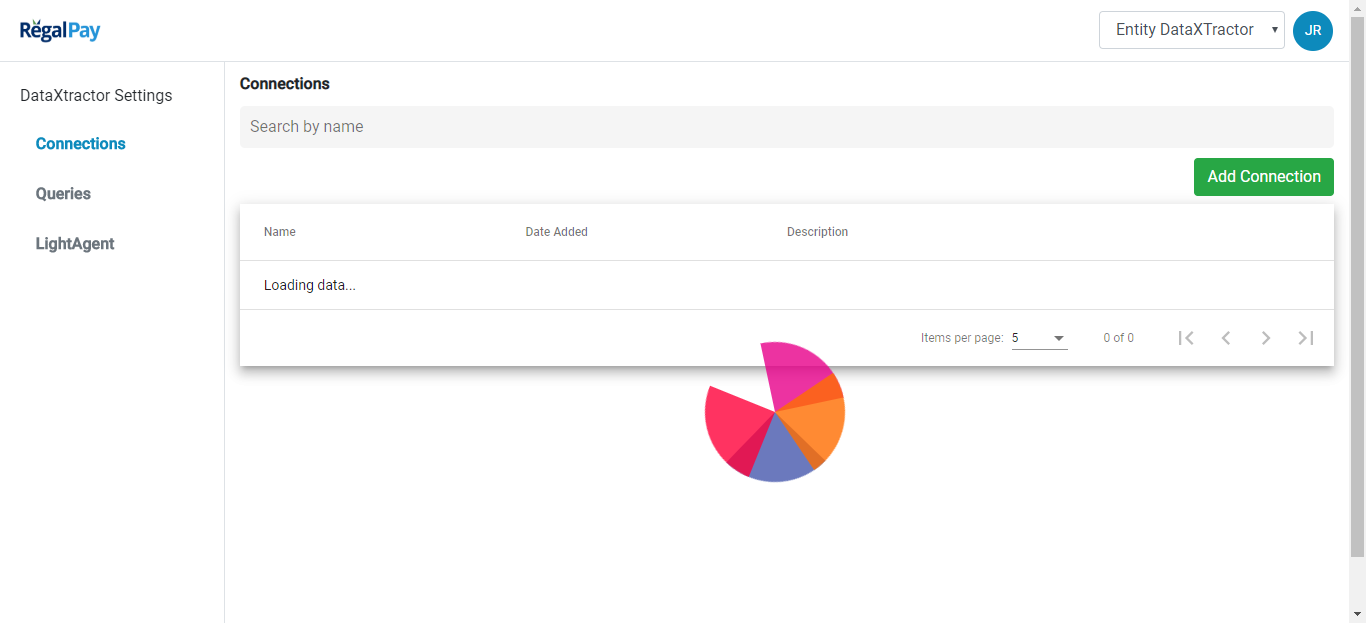 RegalPay
Entity DataXTractor
JR
DataXtractor Settings
Connections
Queries
LightAgent
Connections
Search by name
Add Connection
Name Date Added Description
Loading data...
Items per page: 5 0 of 0